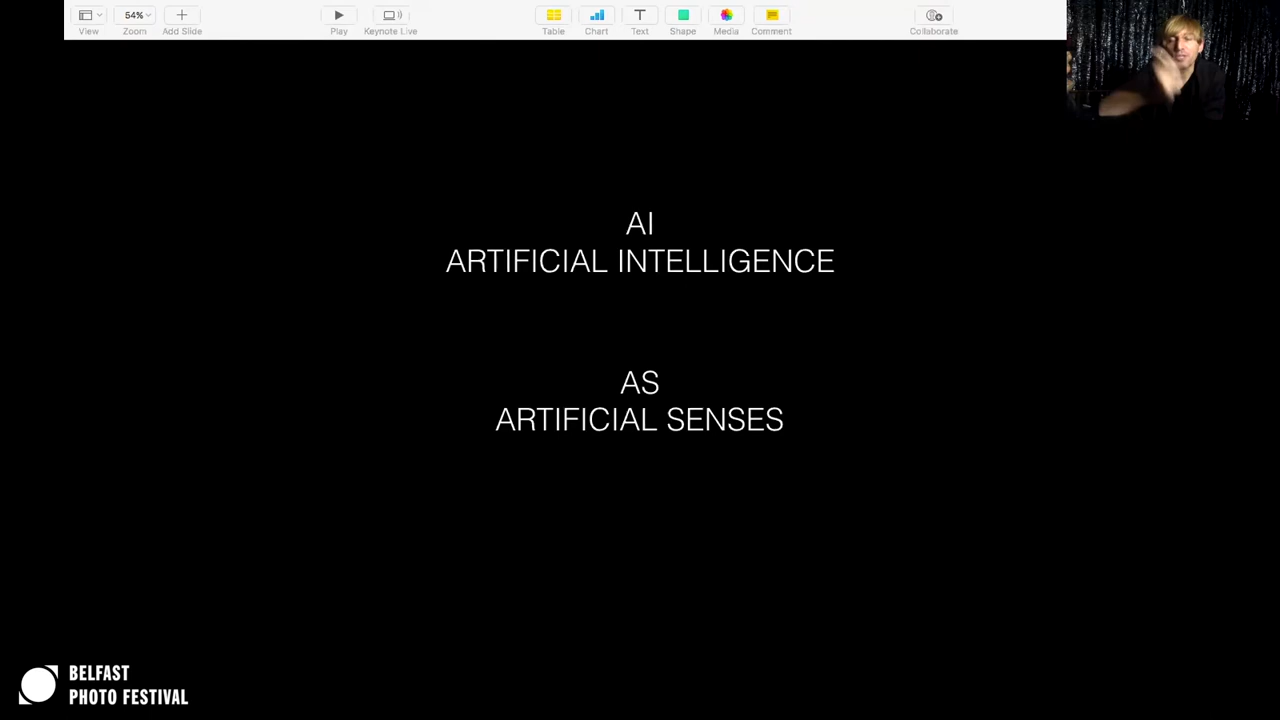 View
54%
Zoom
Add Slide
Play
Keynote Live
Table
Chart
Text
Shape
Media
Comment
Collaborate
AI
ARTIFICIAL INTELLIGENCE
AS
ARTIFICIAL SENSES
BELFAST
PHOTO FESTIVAL